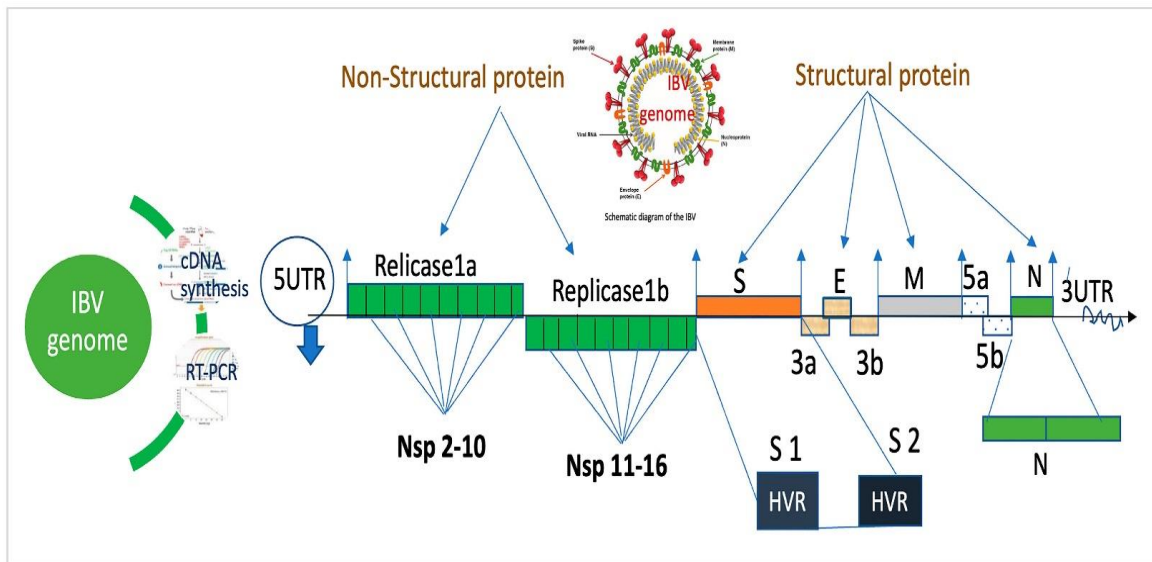 Non-Structural protein
Spike
protein (S)
Membrane
protein (M)
IBV
genome
Viral RNA
Nucleoprotein
(N)
Envelope
protein (E)
Schematic diagram of the IBV
Structural protein
IBV
genome
cDNA
synthesis
RT-PCR
5UTR
Relicase1a
Replicase1b
S
E
M
5a
N
3UTR
3a
3b
5b
Nsp 2-10
Nsp 11-16
S 1
S 2
HVR
HVR
N